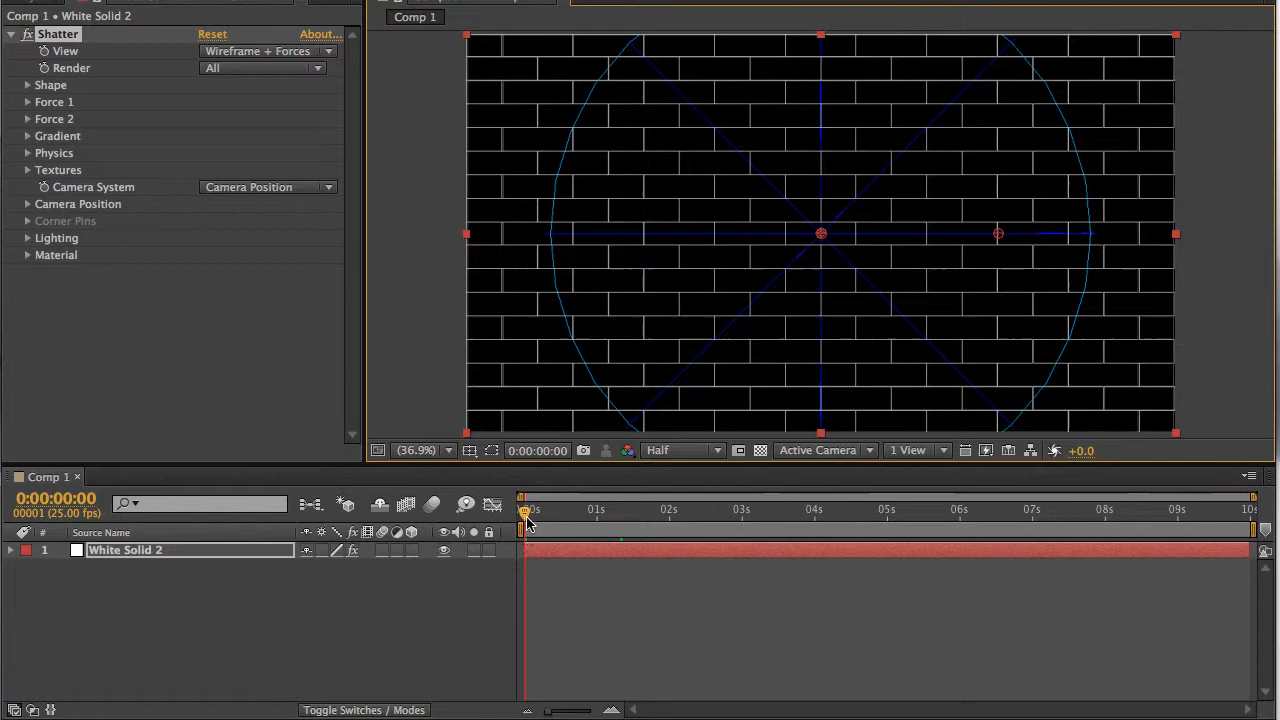 Comp 1 • White Solid 2
Comp 1
Shatter Reset About...
View Wireframe + Forces
Render All
Shape
Force 1
Force 2
Gradient
Physics
Textures
Camera System Camera Position
Camera Position
Corner Pins
Lighting
Material
(36.9%) 0:00:00:00 Half Active Camera 1 View +0.0
Comp 1 ×
0:00:00:00
00001 (25.00 fps)
01s 02s 03s 04s 05s 06s 07s 08s 09s 10s
# Source Name
1 White Solid 2
Toggle Switches / Modes